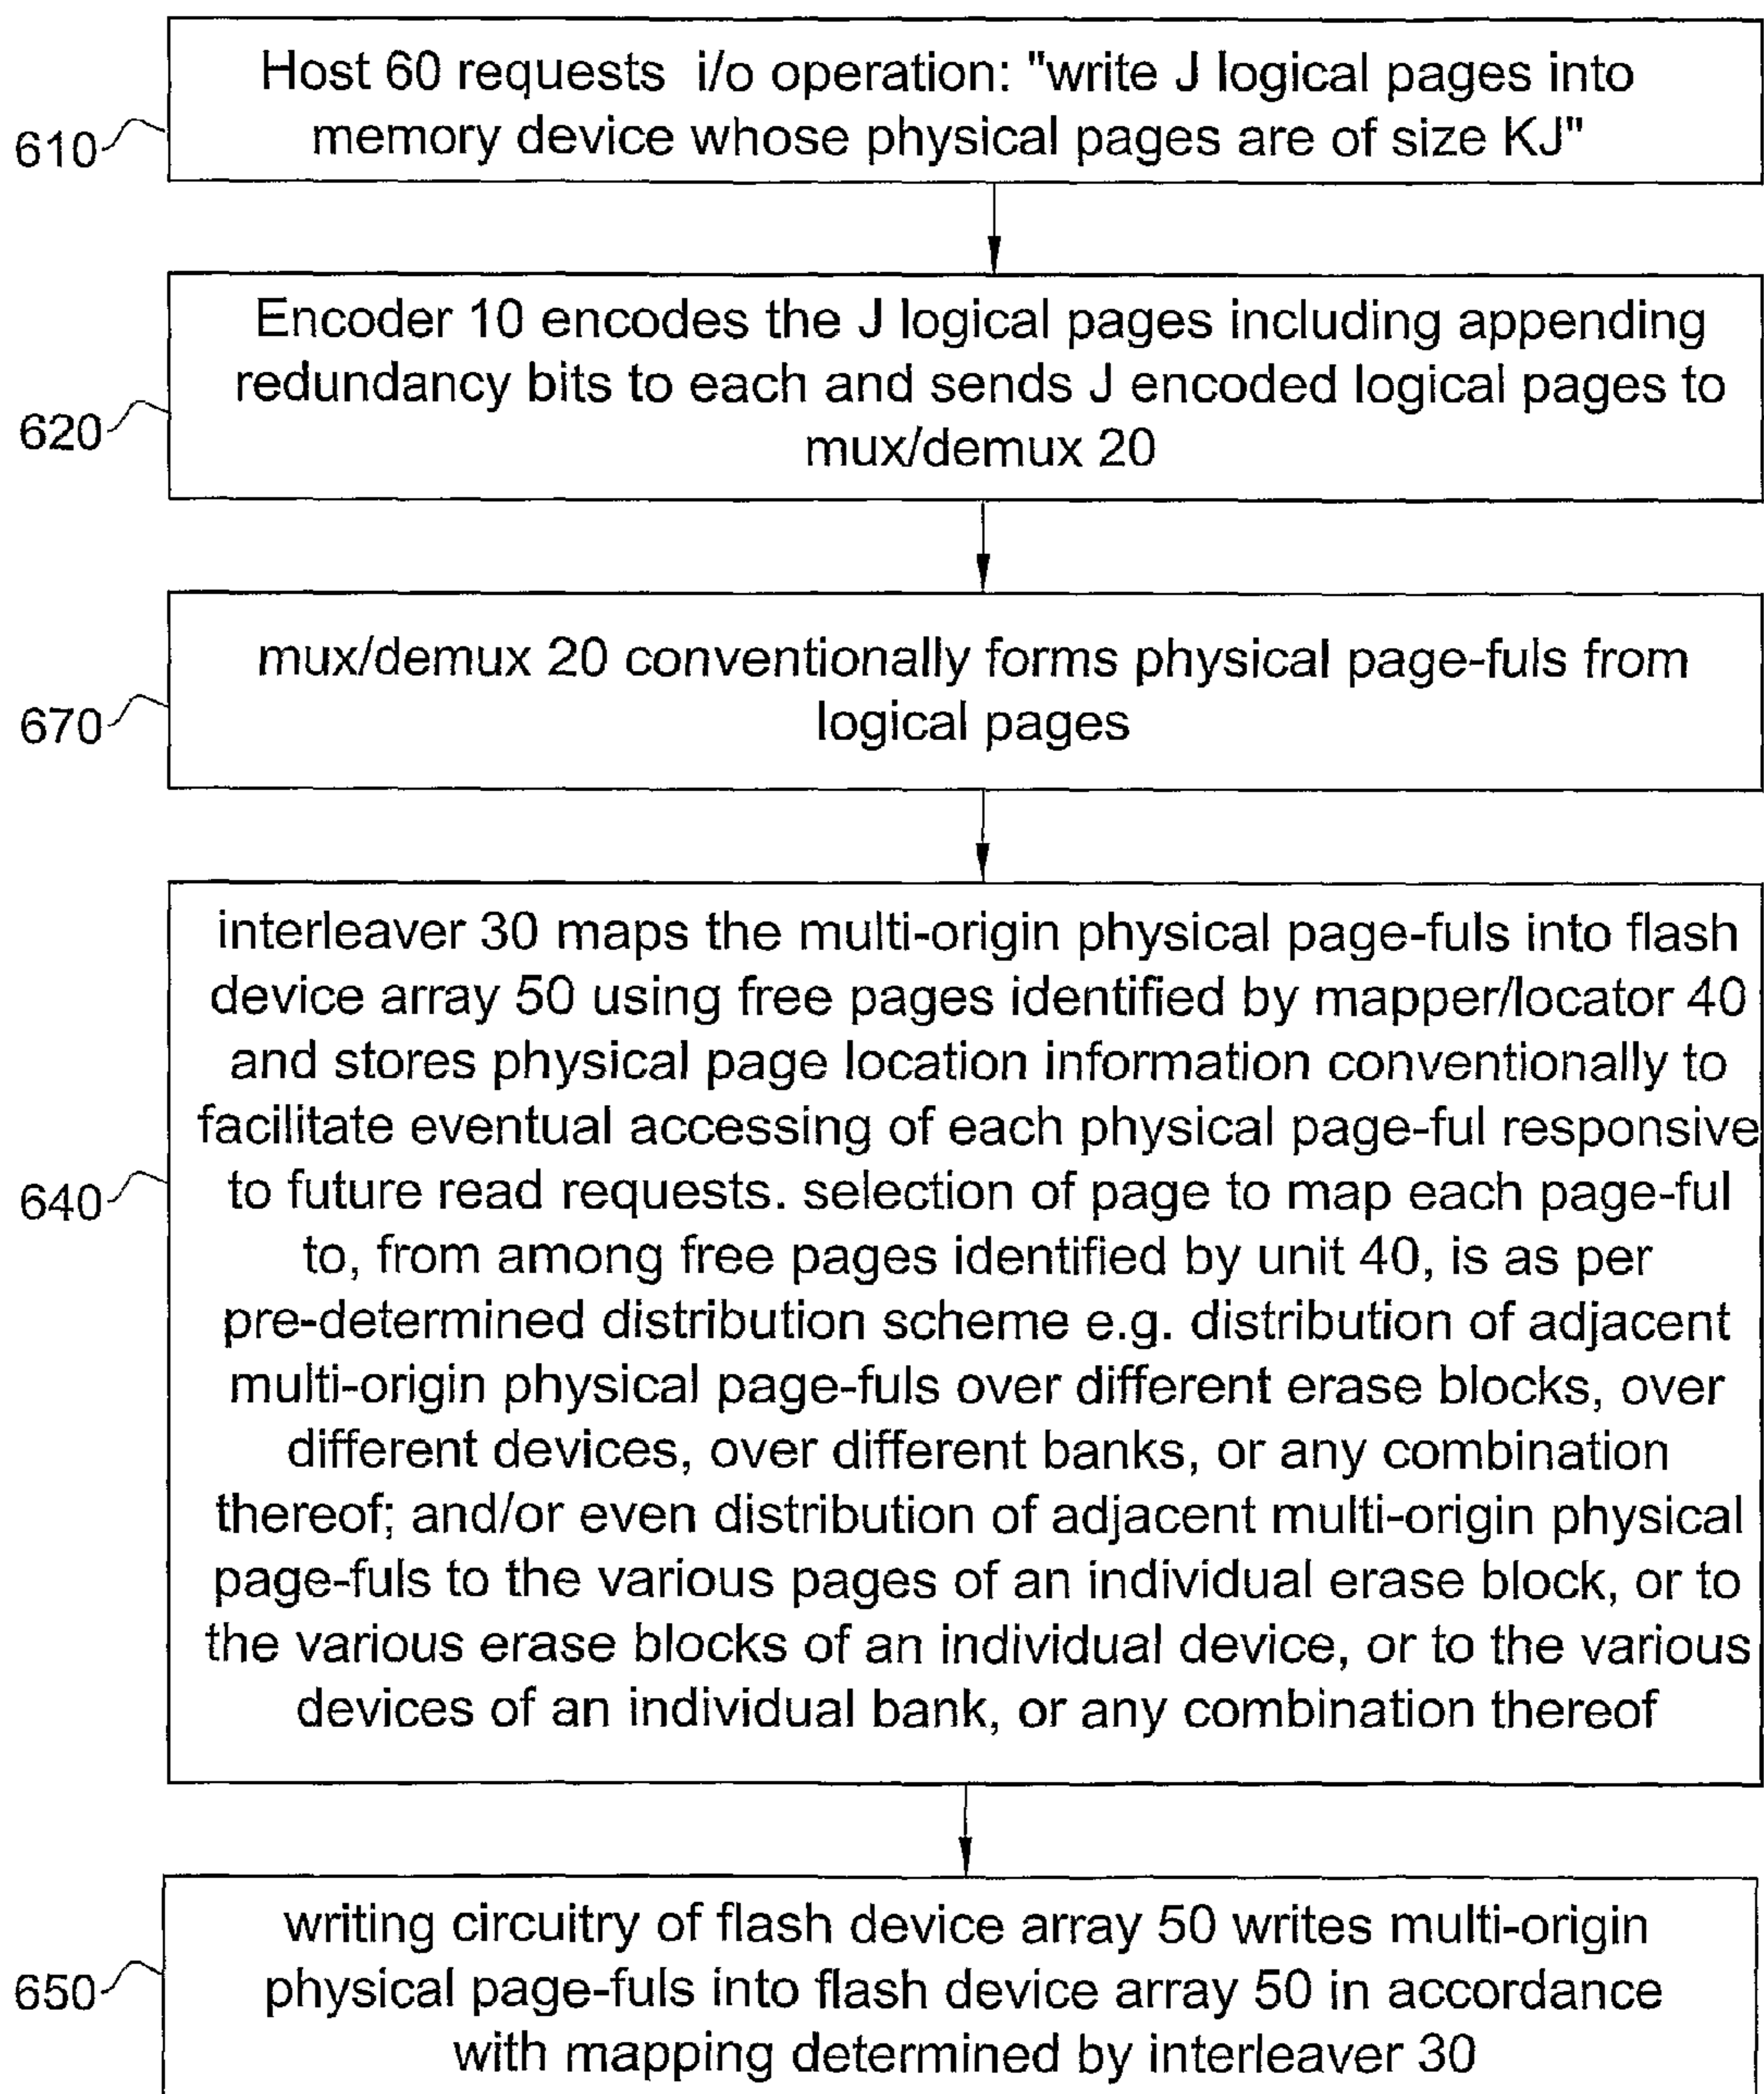 Host 60 requests i/o operation: "write J logical pages into
memory device whose physical pages are of size KJ"
610
Encoder 10 encodes the J logical pages including appending
redundancy bits to each and sends J encoded logical pages to
mux/demux 20
620
mux/demux 20 conventionally forms physical page-fuls from
logical pages
670
interleaver 30 maps the multi-origin physical page-fuls into flash
device array 50 using free pages identified by mapper/locator 40
and stores physical page location information conventionally to
facilitate eventual accessing of each physical page-ful responsive
to future read requests. selection of page to map each page-ful
to, from among free pages identified by unit 40, is as per
pre-determined distribution scheme e.g. distribution of adjacent
multi-origin physical page-fuls over different erase blocks, over
different devices, over different banks, or any combination
thereof; and/or even distribution of adjacent multi-origin physical
page-fuls to the various pages of an individual erase block, or to
the various erase blocks of an individual device, or to the various
devices of an individual bank, or any combination thereof
640
writing circuitry of flash device array 50 writes multi-origin
physical page-fuls into flash device array 50 in accordance
with mapping determined by interleaver 30
650